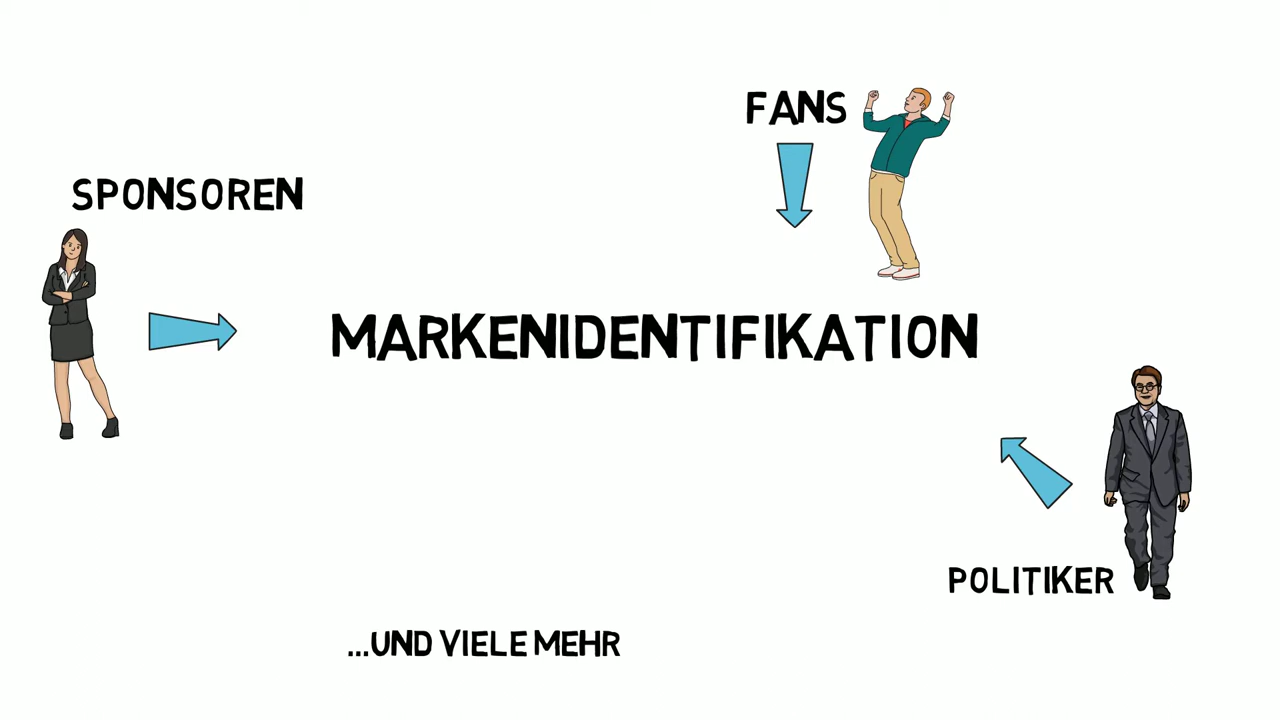 FANS
SPONSOREN
MARKENIDENTIFIKATION
POLITIKER
...UND VIELE MEHR